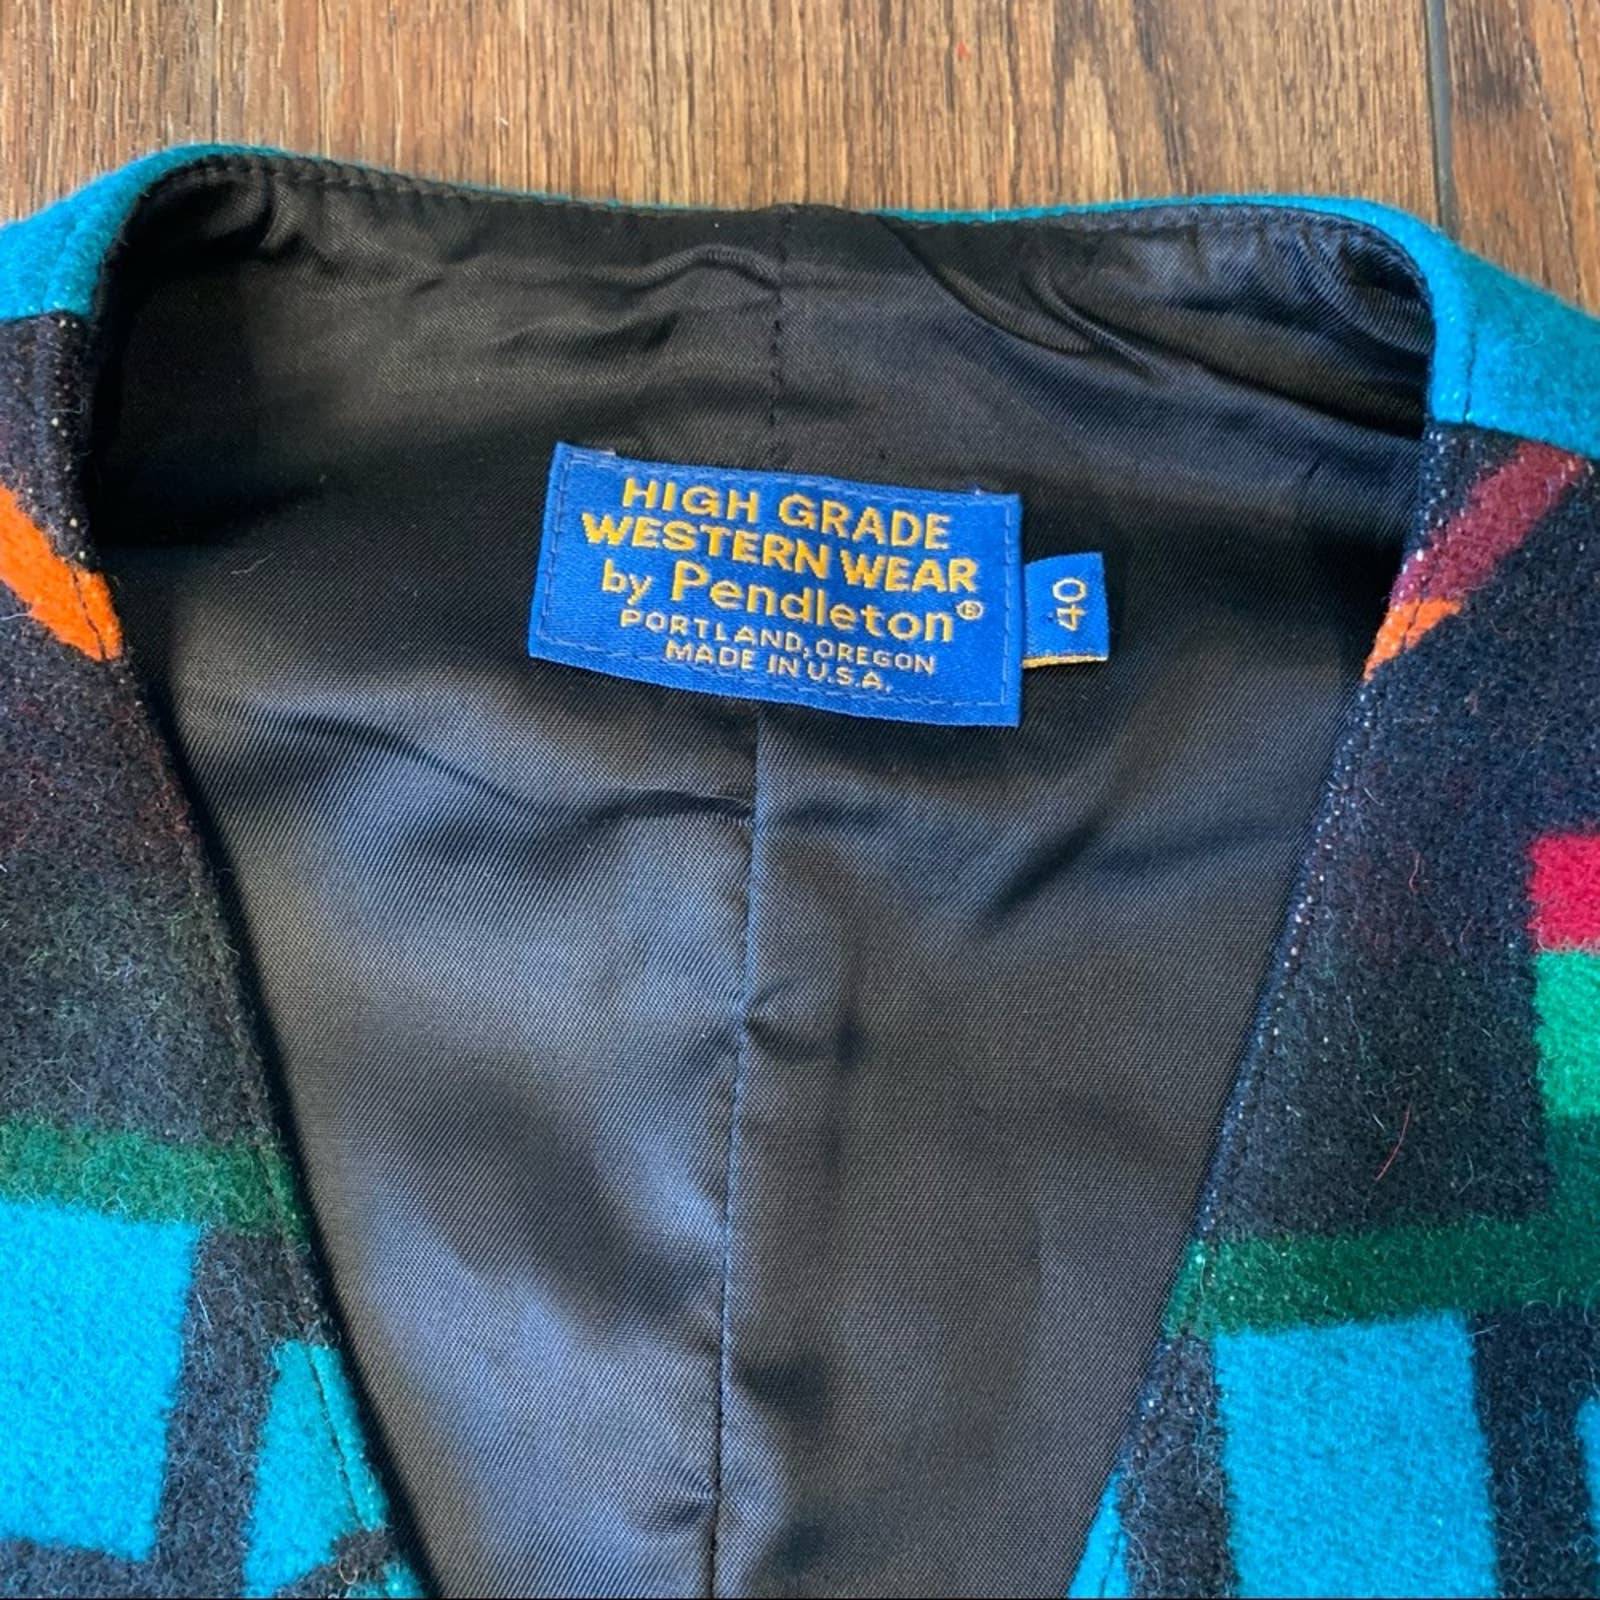 HIGH GRADE
WESTERN WEAR
by Pendleton®
PORTLAND, OREGON
MADE IN U.S.A.
40